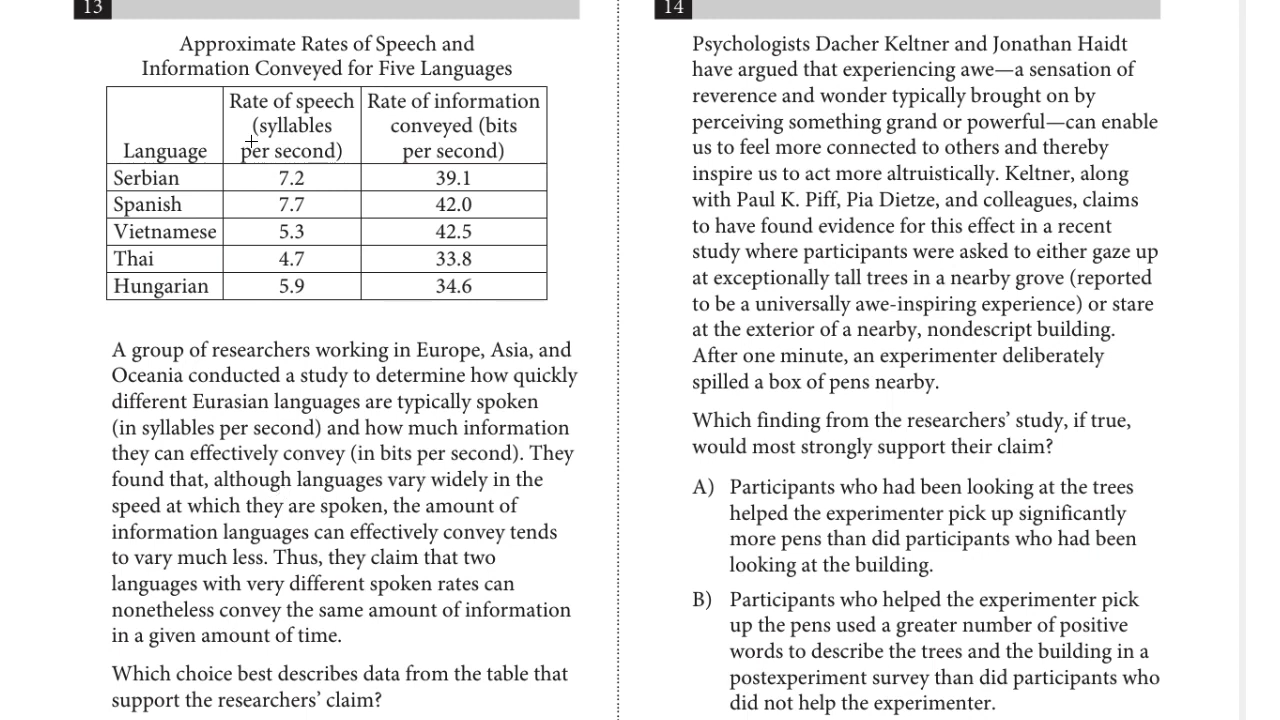 13
Approximate Rates of Speech and
Information Conveyed for Five Languages
Language
Rate of speech
(syllables
per second)
Rate of information
conveyed (bits
per second)
Serbian 7.2 39.1
Spanish 7.7 42.0
Vietnamese 5.3 42.5
Thai 4.7 33.8
Hungarian 5.9 34.6
A group of researchers working in Europe, Asia, and
Oceania conducted a study to determine how quickly
different Eurasian languages are typically spoken
(in syllables per second) and how much information
they can effectively convey (in bits per second). They
found that, although languages vary widely in the
speed at which they are spoken, the amount of
information languages can effectively convey tends
to vary much less. Thus, they claim that two
languages with very different spoken rates can
nonetheless convey the same amount of information
in a given amount of time.
Which choice best describes data from the table that
support the researchers’ claim?
14
Psychologists Dacher Keltner and Jonathan Haidt
have argued that experiencing awe—a sensation of
reverence and wonder typically brought on by
perceiving something grand or powerful—can enable
us to feel more connected to others and thereby
inspire us to act more altruistically. Keltner, along
with Paul K. Piff, Pia Dietze, and colleagues, claims
to have found evidence for this effect in a recent
study where participants were asked to either gaze up
at exceptionally tall trees in a nearby grove (reported
to be a universally awe-inspiring experience) or stare
at the exterior of a nearby, nondescript building.
After one minute, an experimenter deliberately
spilled a box of pens nearby.
Which finding from the researchers’ study, if true,
would most strongly support their claim?
A) Participants who had been looking at the trees
helped the experimenter pick up significantly
more pens than did participants who had been
looking at the building.
B) Participants who helped the experimenter pick
up the pens used a greater number of positive
words to describe the trees and the building in a
postexperiment survey than did participants who
did not help the experimenter.